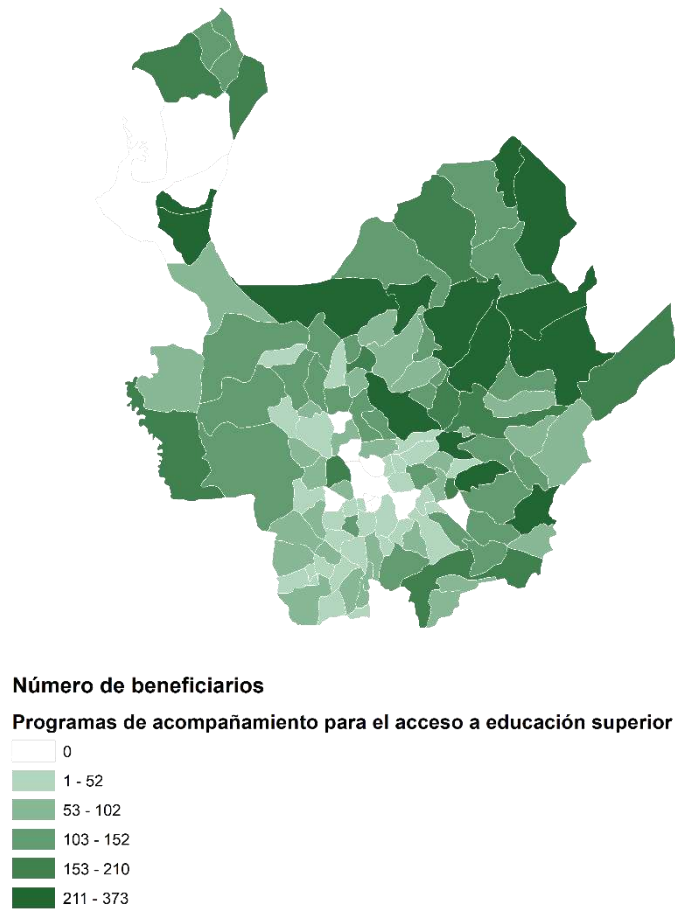 Número de beneficiarios
Programas de acompañamiento para el acceso a educación superior
0
1 - 52
53 - 102
103 - 152
153 - 210
211 - 373